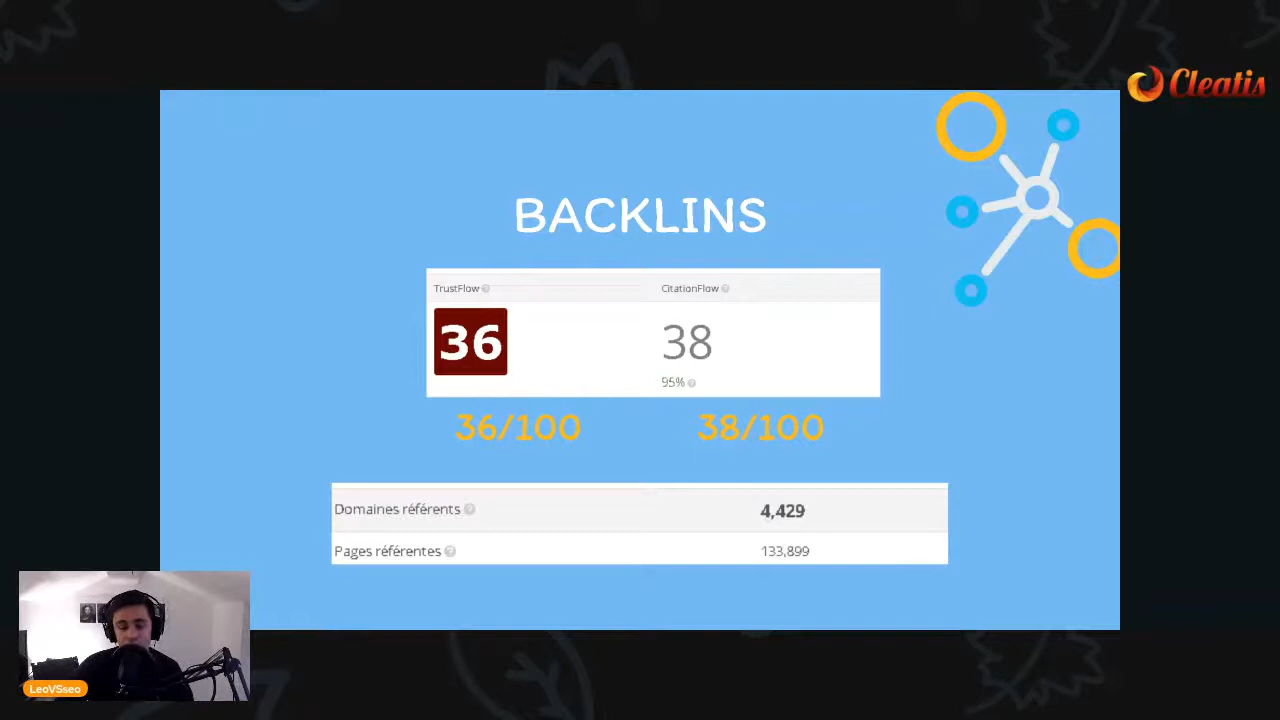 Cleatis
BACKLINS
TrustFlow CitationFlow
36 38
95%
36/100 38/100
Domaines référents 4,429
Pages référentes 133,899
LeoVSseo